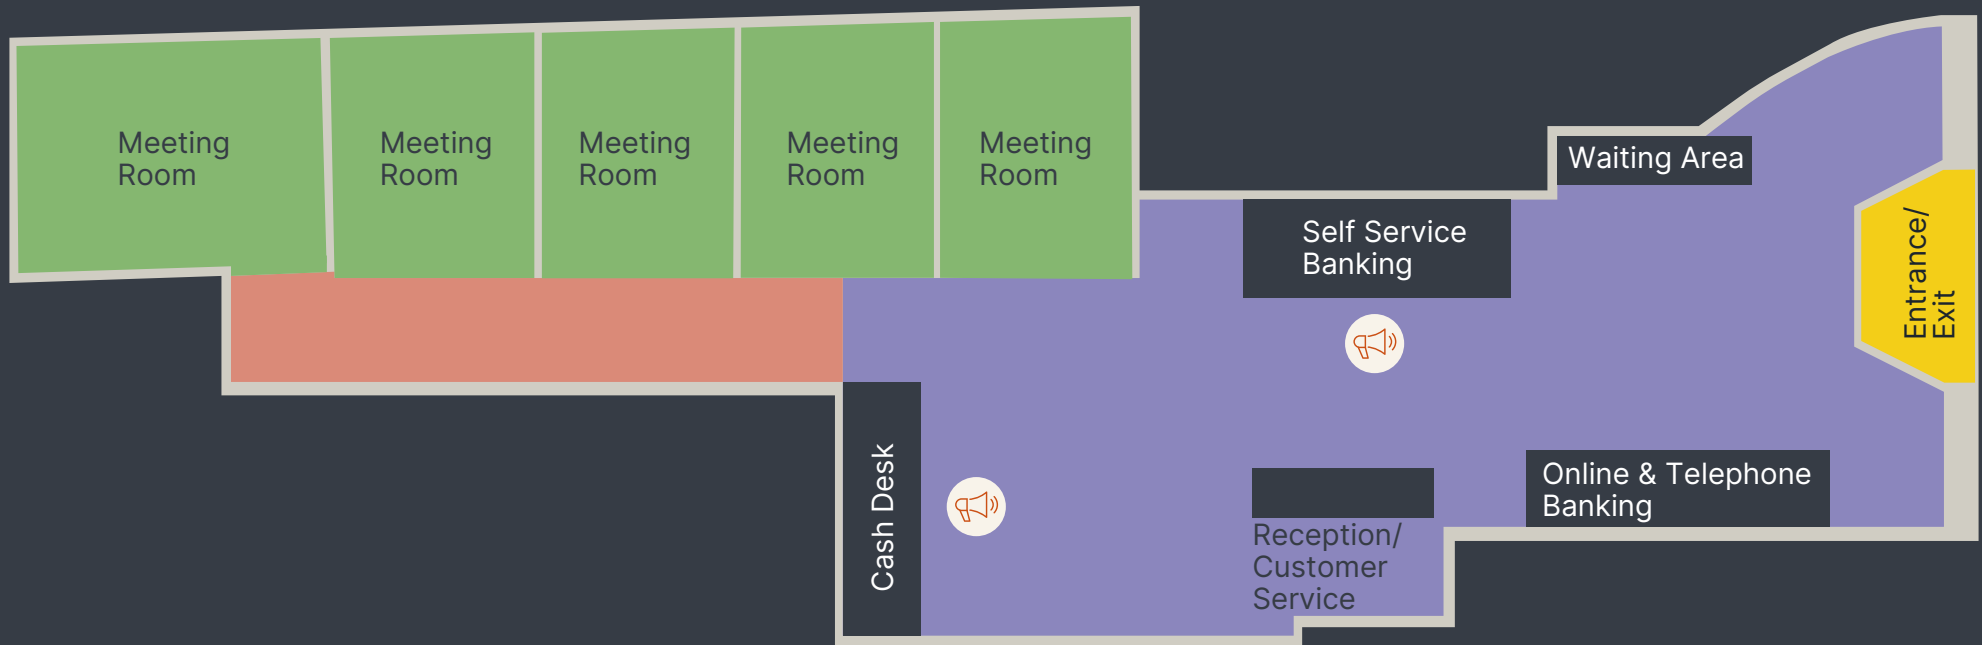 Meeting
Room
Meeting
Room
Meeting
Room
Meeting
Room
Meeting
Room
Waiting Area
Self Service
Banking
Entrance/
Exit
Cash Desk
Online & Telephone
Banking
Reception/
Customer
Service